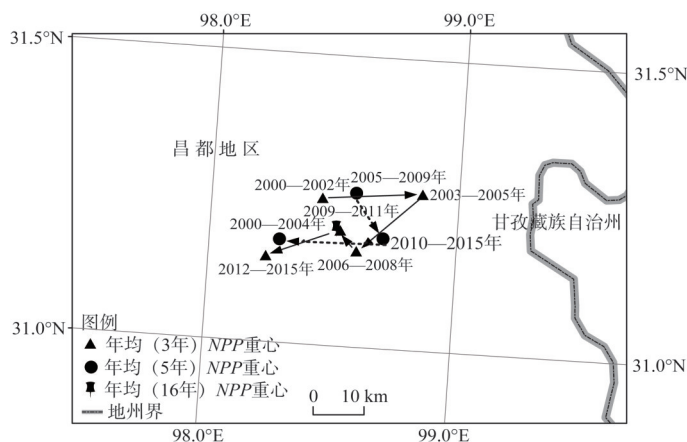 98.0°E
99.0°E
31.5°N
31.5°N
昌都地区
2005—2009年
2000—2002年
2003—2005年
2009—2011年
甘孜藏族自治州
2000—2004年
2010—2015年
2012—2015年
2006—2008年
31.0°N
31.0°N
图例
年均（3年）NPP重心
年均（5年）NPP重心
年均（16年）NPP重心
地州界
0 10 km
98.0°E
99.0°E